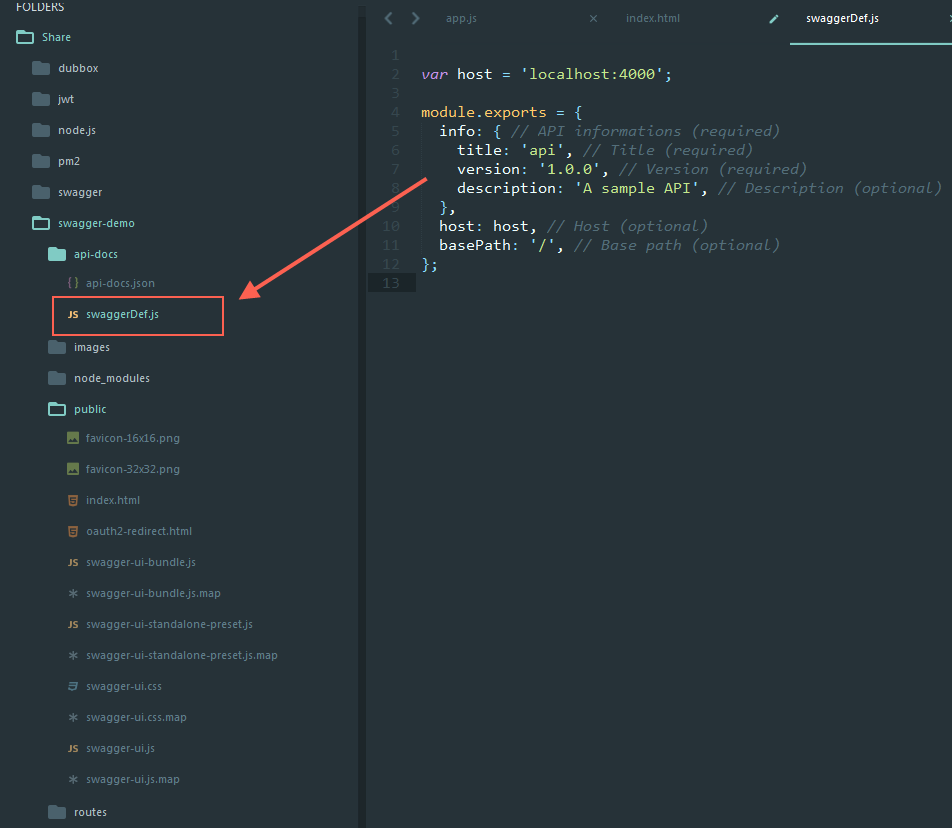 FOLDERS
Share
dubbox
jwt
node.js
pm2
swagger
swagger-demo
api-docs
{ } api-docs.json
JS swaggerDef.js
images
node_modules
public
favicon-16x16.png
favicon-32x32.png
index.html
oauth2-redirect.html
JS swagger-ui-bundle.js
swagger-ui-bundle.js.map
JS swagger-ui-standalone-preset.js
swagger-ui-standalone-preset.js.map
swagger-ui.css
swagger-ui.css.map
JS swagger-ui.js
swagger-ui.js.map
routes
app.js index.html swaggerDef.js
1
2 var host = 'localhost:4000';
3
4 module.exports = {
5 info: { // API informations (required)
6 title: 'api', // Title (required)
7 version: '1.0.0', // Version (required)
8 description: 'A sample API', // Description (optional)
9 },
10 host: host, // Host (optional)
11 basePath: '/', // Base path (optional)
12 };
13